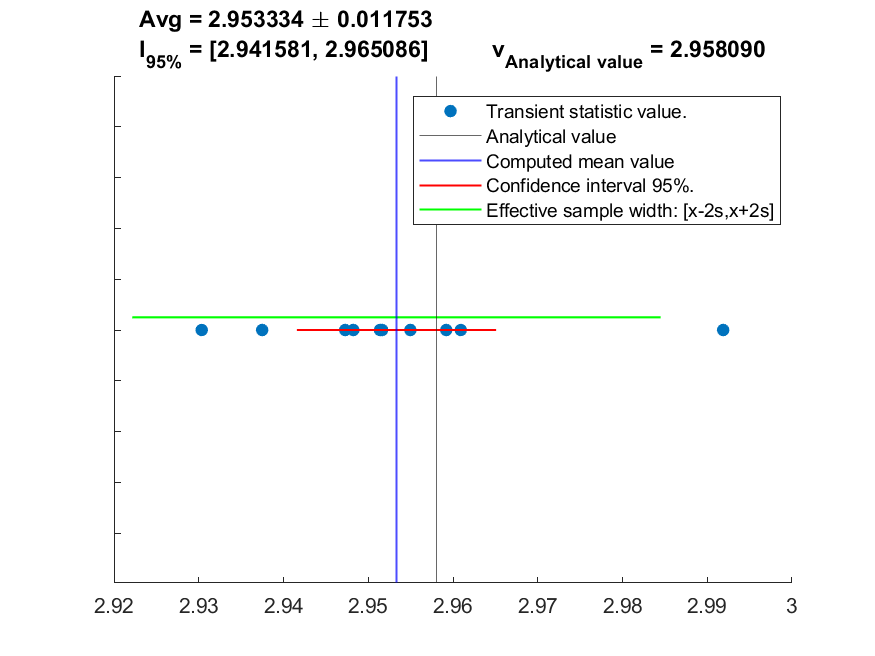 Avg = 2.953334 ± 0.011753
I95% = [2.941581, 2.965086] vAnalytical value = 2.958090
Transient statistic value.
Analytical value
Computed mean value
Confidence interval 95%.
Effective sample width: [x-2s,x+2s]
2.92 2.93 2.94 2.95 2.96 2.97 2.98 2.99 3